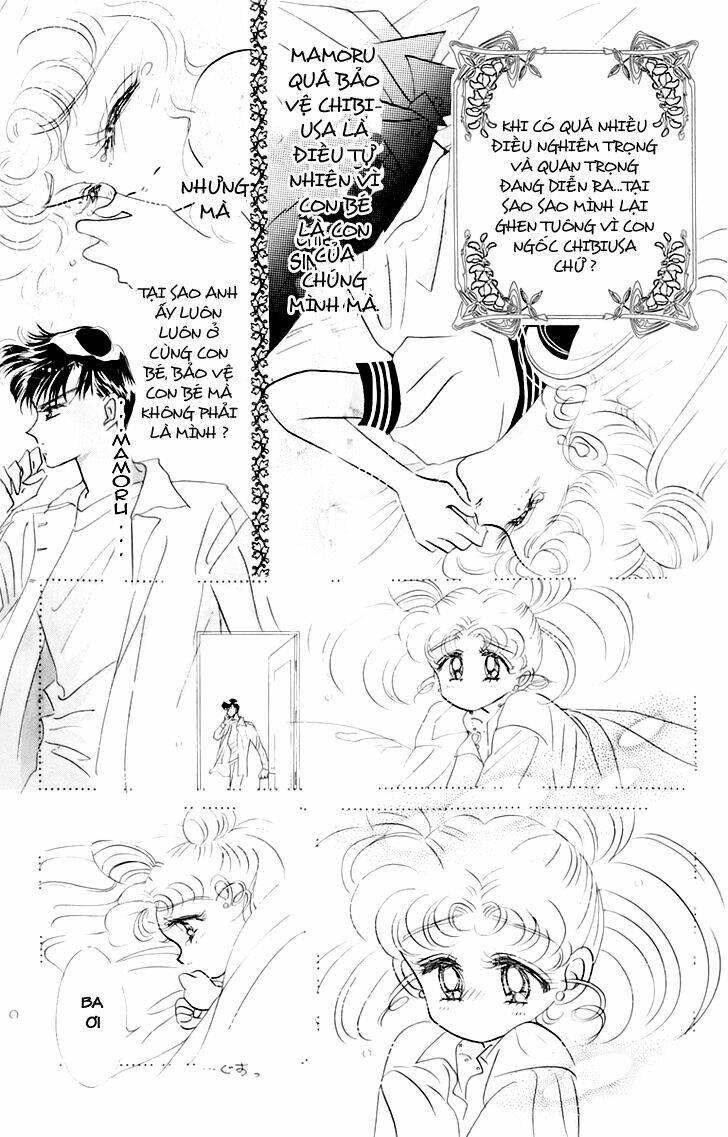 KHI CÓ QUÁ NHIỀU
ĐIỀU NGHIÊM TRỌNG
VÀ QUAN TRỌNG
ĐANG DIỄN RA..TẠI
SAO SAO MÌNH LẠI
GHEN TUÔNG VÌ CON
NGỐC CHIBIUSA
CHỨ ?
MAMORU
QUÁ BẢO
VỆ CHIBI-
USA LÀ
ĐIỀU TỰ
NHIÊN VÌ
CON BÉ
LÀ CON
CỦA
CHÚNG
MÌNH MÀ.
NHƯNG
MÀ
TẠI SAO ANH
ẤY LUÔN
LUÔN Ở
CÙNG CON
BÉ, BẢO VỆ
CON BÉ MÀ
KHÔNG PHẢI
LÀ MÌNH ?
... MAMORU ...
BA
ƠI